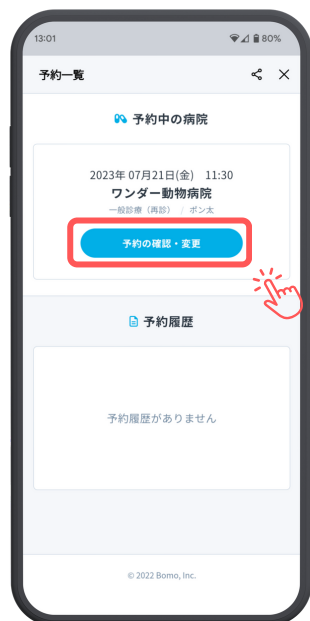 13:01 80%
予約一覧
予約中の病院
2023年 07月21日(金) 11:30
ワンダー動物病院
一般診療（再診） / ポン太
予約の確認・変更
予約履歴
予約履歴がありません
© 2022 Bomo, Inc.